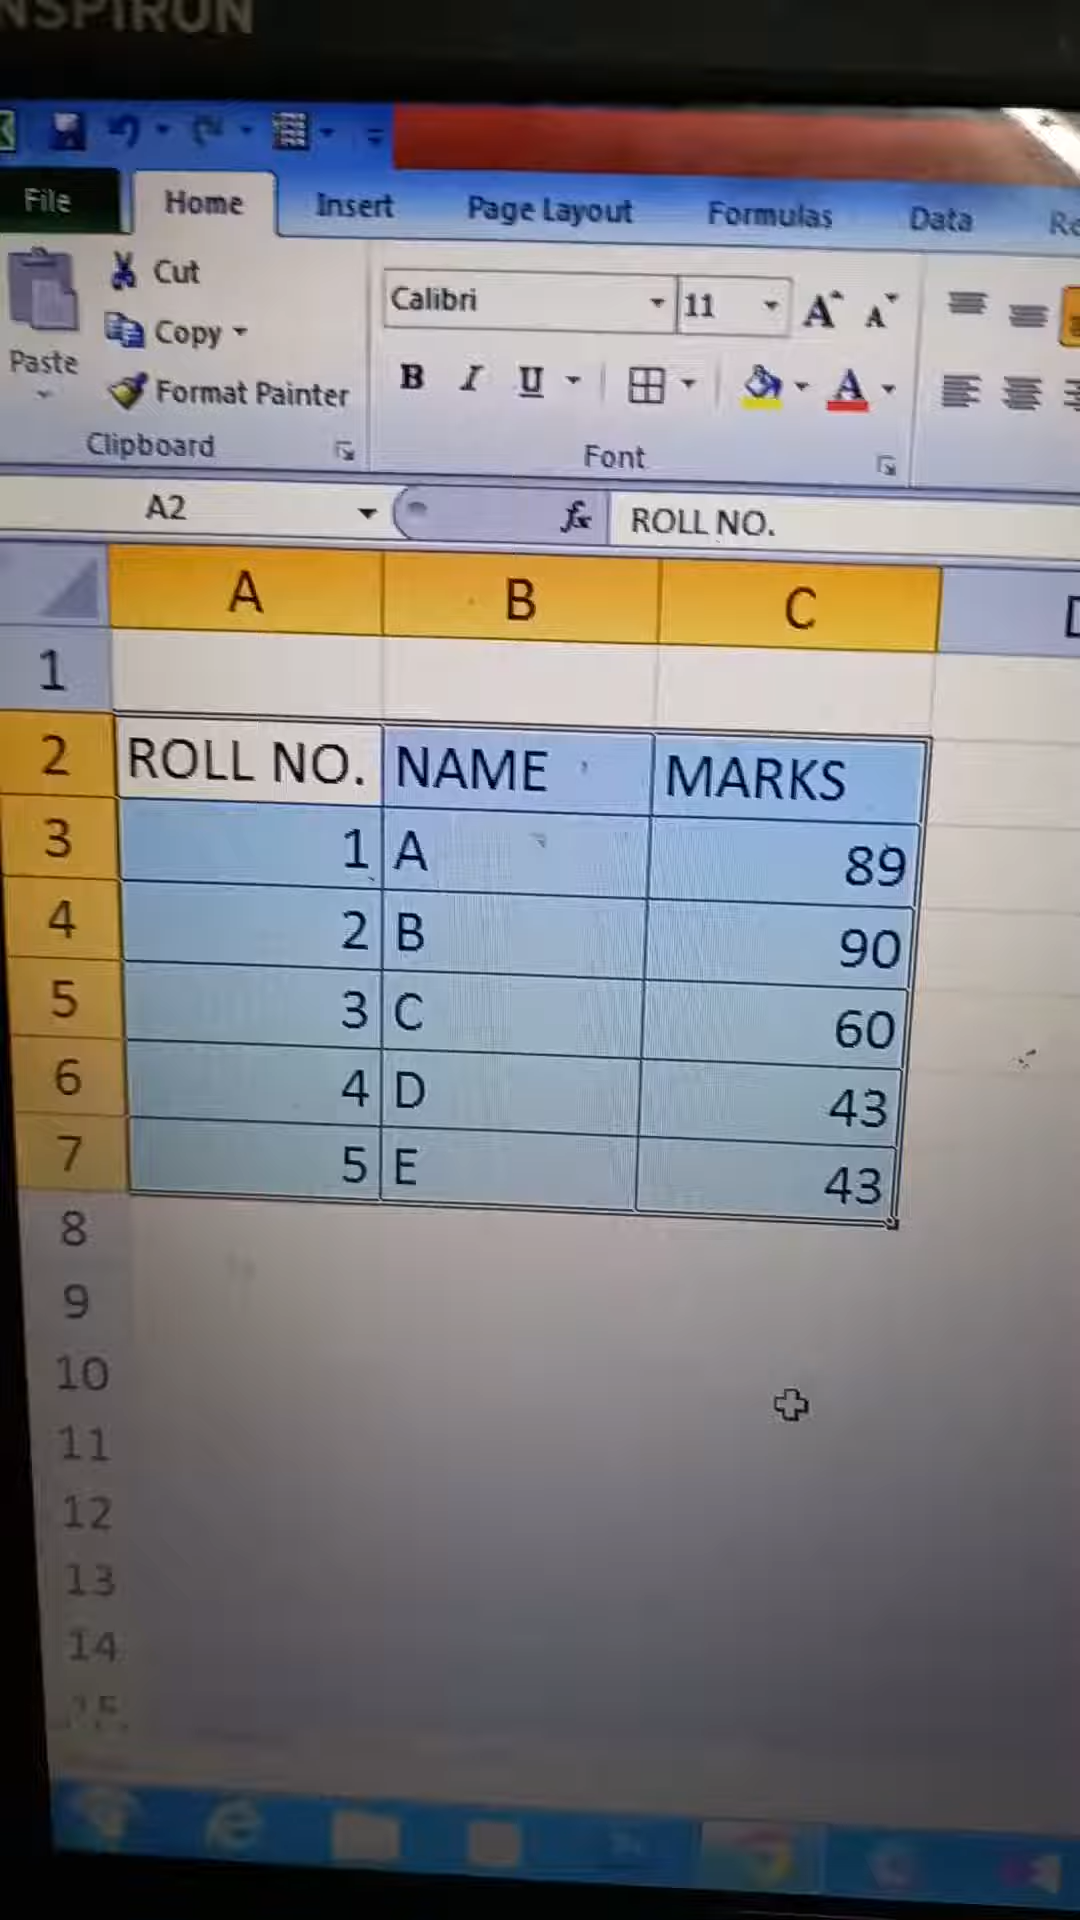 File Home Insert Page Layout Formulas Data
Cut
Calibri 11
Copy
Paste
B I U
Format Painter
Clipboard Font
A2 fx ROLL NO.
A B C
1
2 ROLL NO. NAME MARKS
3 1 A 89
4 2 B 90
5 3 C 60
6 4 D 43
7 5 E 43
8
9
10
11
12
13
14